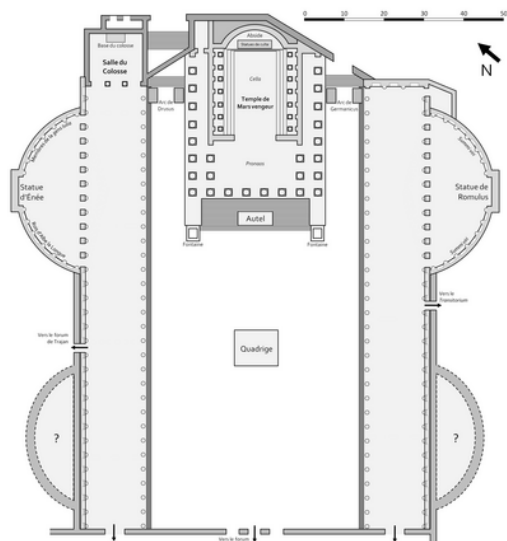 0 10 20 30 40 50
N
Base du colosse
Salle du
Colosse
Abside
Statues de culte
Cella
Temple de
Mars vengeur
Pronaos
Arc de
Drusus
Arc de
Germanicus
Statue
d'Énée
Statue de
Romulus
Autel
Fontaine
Fontaine
Vers le
Transitorium
Vers le forum
de Trajan
Quadrige
?
?
Vers le forum